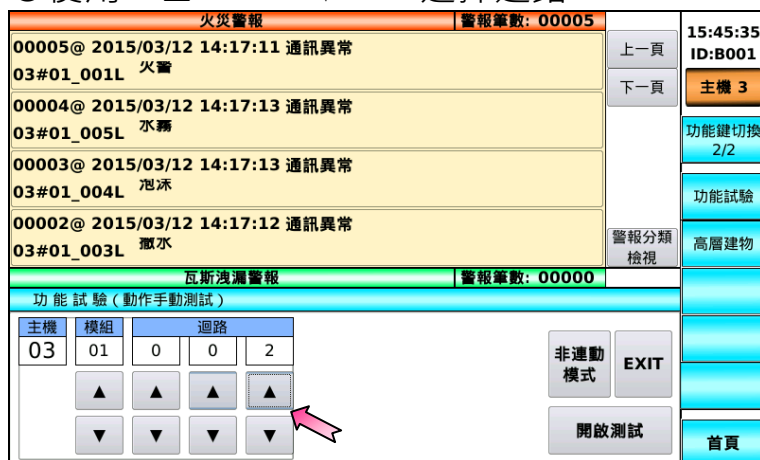 火災警報 警報筆數: 00005
00005@ 2015/03/12 14:17:11 通訊異常
03#01_001L 火警
00004@ 2015/03/12 14:17:13 通訊異常
03#01_005L 水霧
00003@ 2015/03/12 14:17:13 通訊異常
03#01_004L 泡沫
00002@ 2015/03/12 14:17:12 通訊異常
03#01_003L 撒水
上一頁
下一頁
警報分類
檢視
瓦斯洩漏警報 警報筆數: 00000
功能試驗(動作手動測試)
主機 模組 迴路
03 01 0 0 2
▲ ▲ ▲ ▲
▼ ▼ ▼ ▼
非連動
模式
EXIT
開啟測試
15:45:35
ID:B001
主機 3
功能鍵切換
2/2
功能試驗
高層建物
首頁